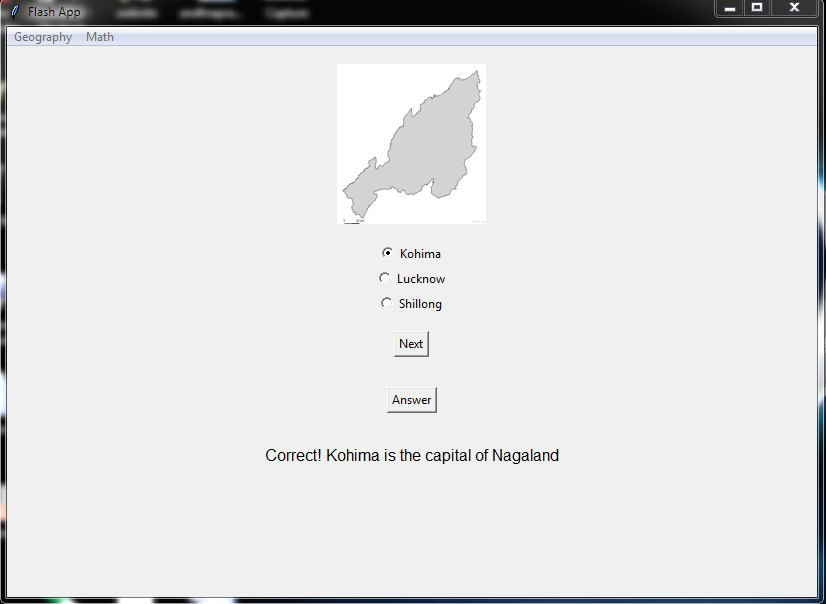 Flash App
Geography Math
Kohima
Lucknow
Shillong
Next
Answer
Correct! Kohima is the capital of Nagaland